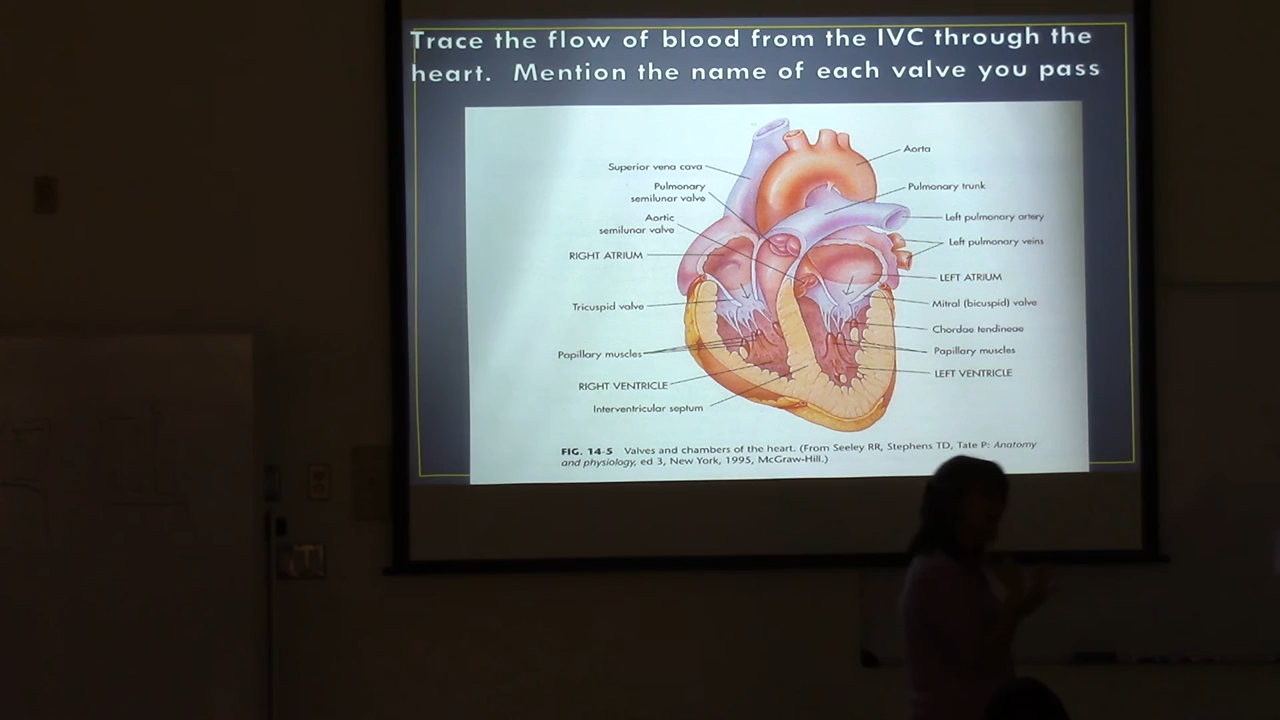 Trace the flow of blood from the IVC through the
heart. Mention the name of each valve you pass
Superior vena cava
Pulmonary
semilunar valve
Aortic
semilunar valve
RIGHT ATRIUM
Tricuspid valve
Papillary muscles
RIGHT VENTRICLE
Interventricular septum
Aorta
Pulmonary trunk
Left pulmonary artery
Left pulmonary veins
LEFT ATRIUM
Mitral (bicuspid) valve
Chordae tendineae
Papillary muscles
LEFT VENTRICLE
FIG. 14-5 Valves and chambers of the heart. (From Seeley RR, Stephens TD, Tate P: Anatomy
and physiology, ed 3, New York, 1995, McGraw-Hill.)